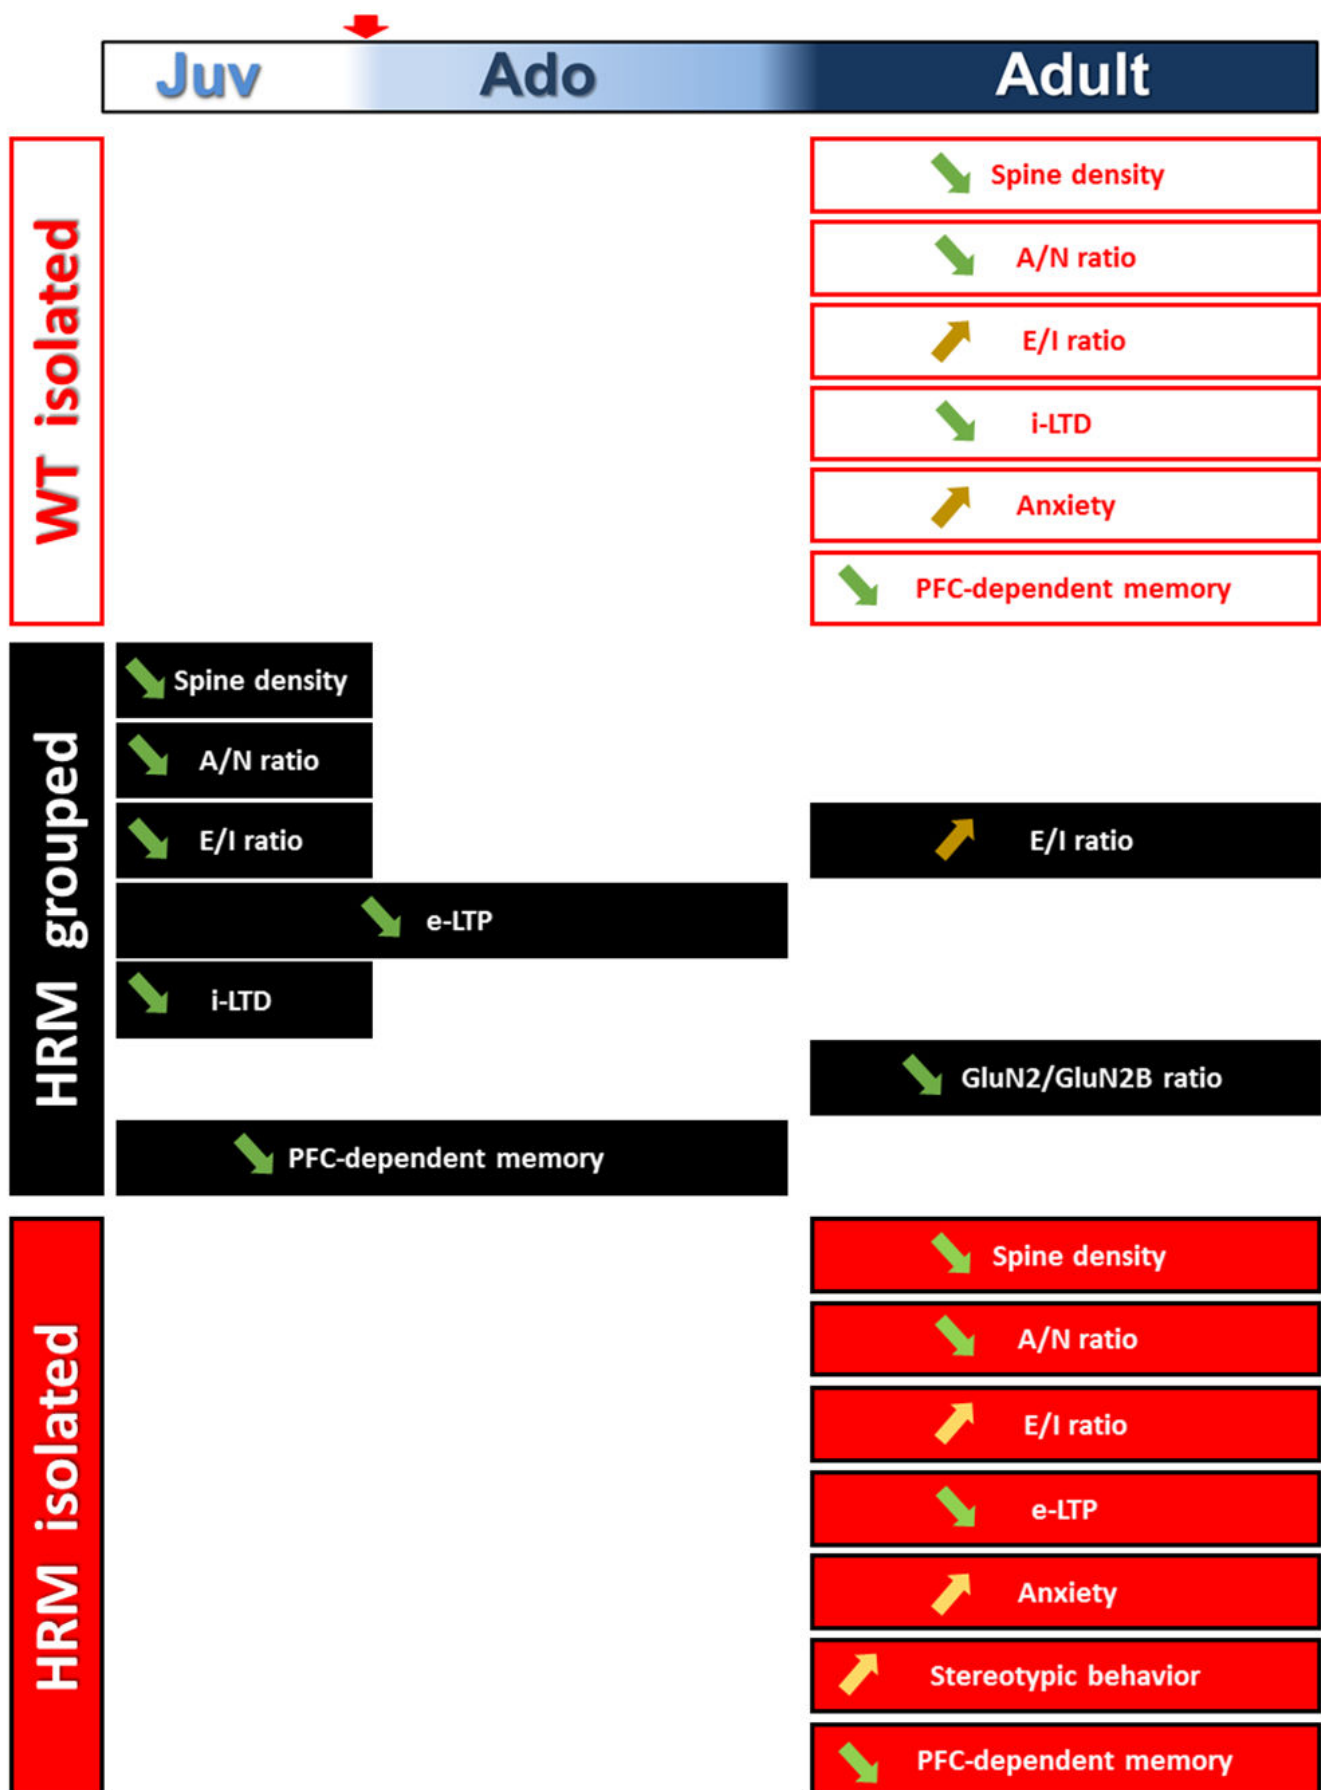 Juv Ado Adult
WT isolated
Spine density
A/N ratio
E/I ratio
i-LTD
Anxiety
PFC-dependent memory
HRM grouped
Spine density
A/N ratio
E/I ratio E/I ratio
e-LTP
i-LTD
GluN2/GluN2B ratio
PFC-dependent memory
HRM isolated
Spine density
A/N ratio
E/I ratio
e-LTP
Anxiety
Stereotypic behavior
PFC-dependent memory